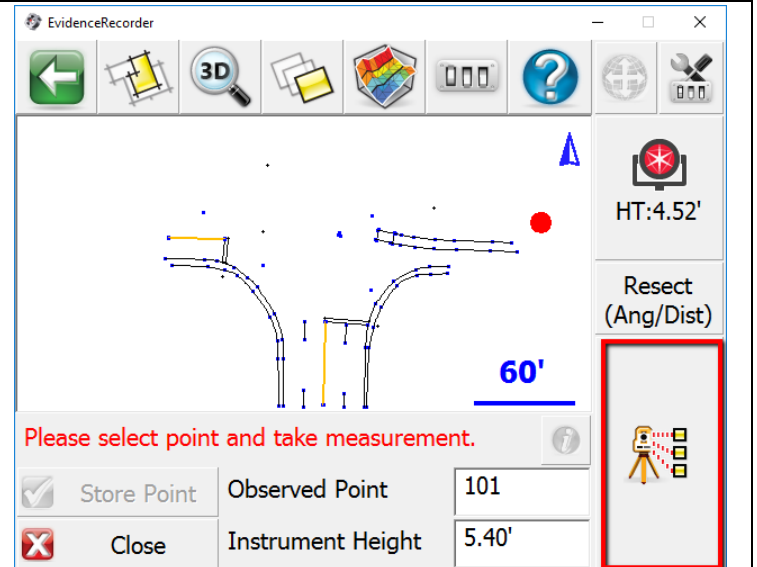 EvidenceRecorder
3D
HT:4.52'
Resect
(Ang/Dist)
60'
Please select point and take measurement.
Store Point
Observed Point
101
Close
Instrument Height
5.40'